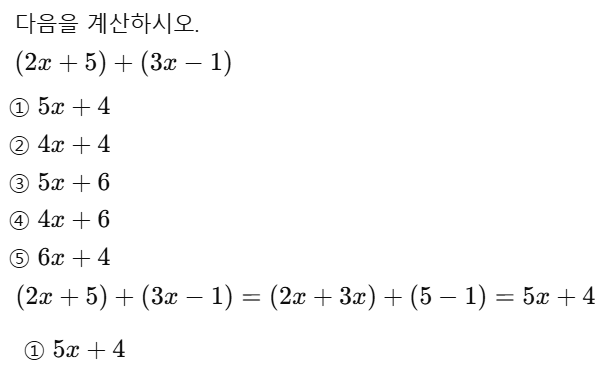 다음을 계산하시오.
(2x + 5) + (3x − 1)
① 5x + 4
② 4x + 4
③ 5x + 6
④ 4x + 6
⑤ 6x + 4
(2x + 5) + (3x − 1) = (2x + 3x) + (5 − 1) = 5x + 4
① 5x + 4